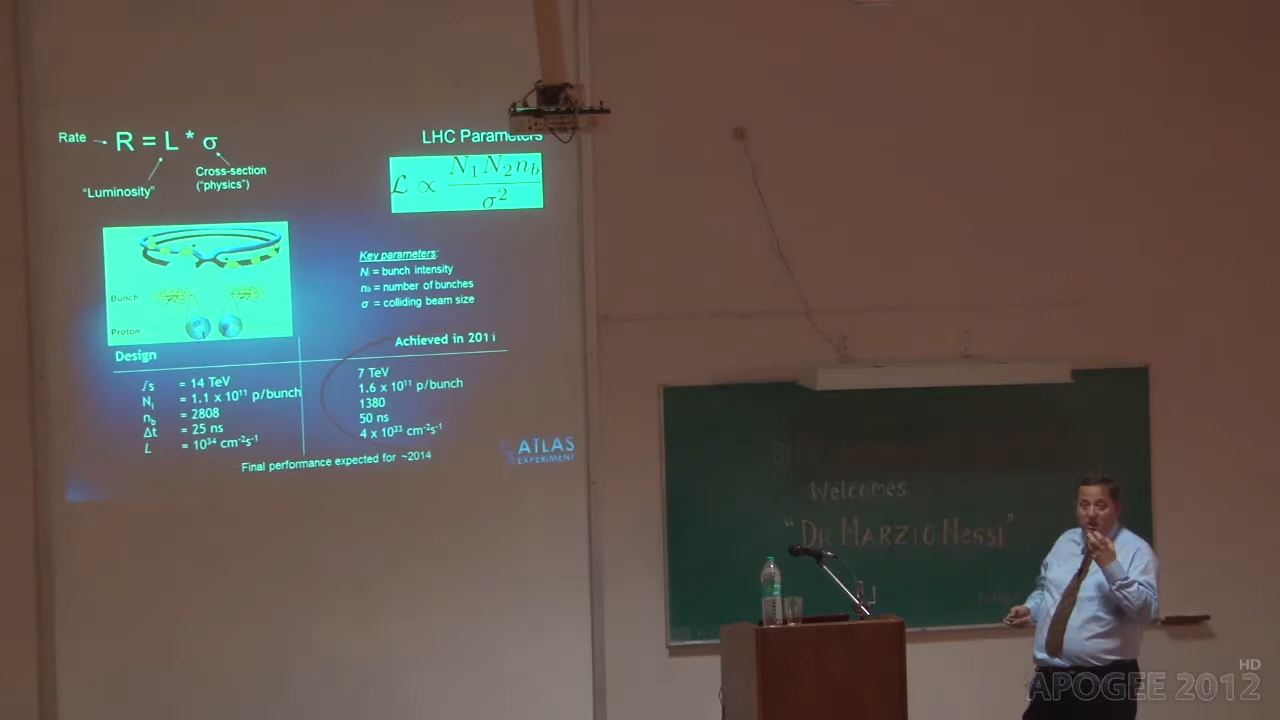 Rate
R = L * σ
"Luminosity"
Cross-section
("physics")
LHC Parameters
ℒ ∝ N₁N₂n_b / σ²
Bunch
Proton
Key parameters:
Nᵢ = bunch intensity
n_b = number of bunches
σ = colliding beam size
Design
√s = 14 TeV
Nᵢ = 1.1 x 10¹¹ p/bunch
n_b = 2808
Δt = 25 ns
L = 10³⁴ cm⁻²s⁻¹
Achieved in 2011
7 TeV
1.6 x 10¹¹ p/bunch
1380
50 ns
4 x 10³³ cm⁻²s⁻¹
Final performance expected for ~2014
ATLAS
EXPERIMENT
Welcomes
"DR MARZIO Nessi"
HD
APOGEE 2012